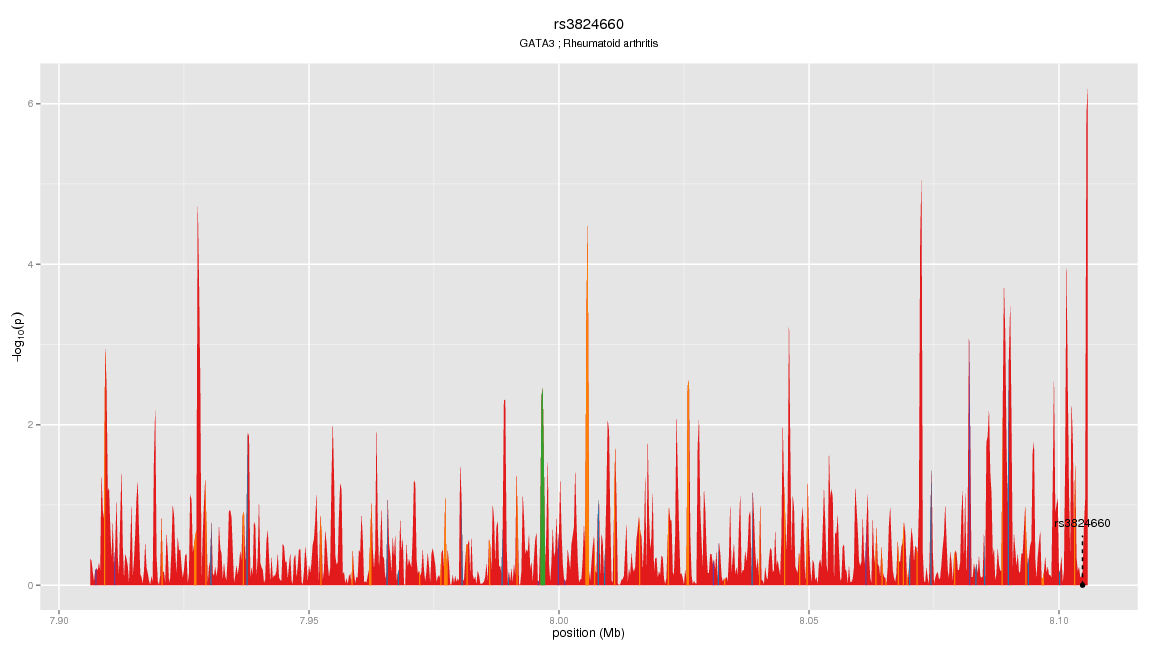 rs3824660
GATA3 ; Rheumatoid arthritis
6
4
2
0
−log10(p)
rs3824660
7.90
7.95
8.00
8.05
8.10
position (Mb)